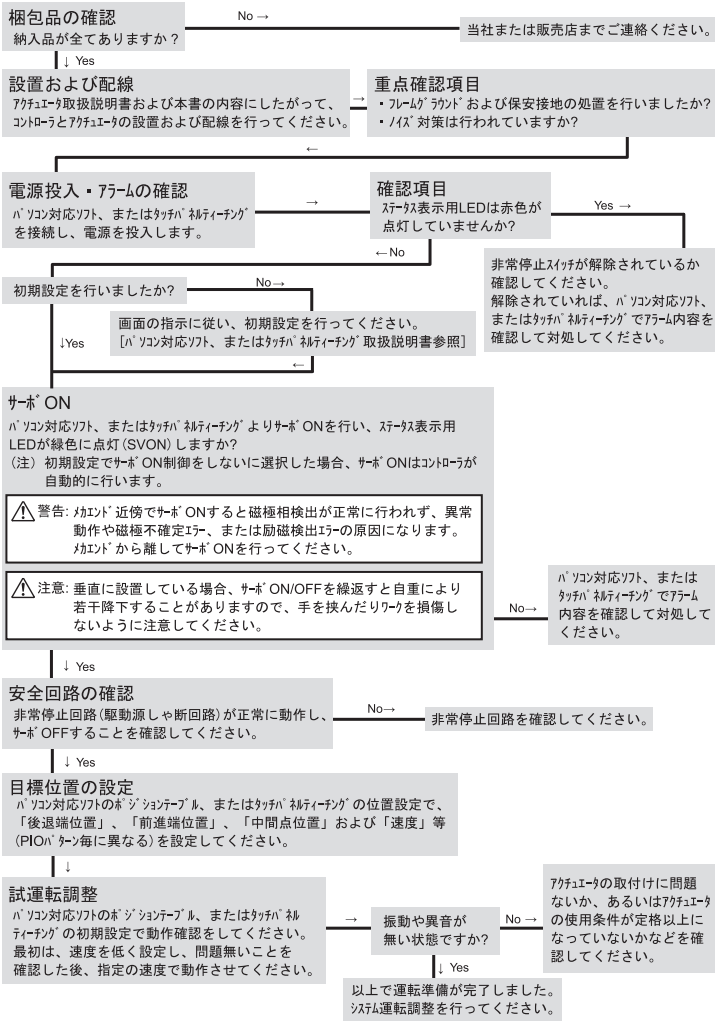 梱包品の確認
納入品が全てありますか?
No →
当社または販売店までご連絡ください。
↓ Yes
設置および配線
ｱｸﾁｭｴｰﾀ取扱説明書および本書の内容にしたがって、
ｺﾝﾄﾛｰﾗとｱｸﾁｭｴｰﾀの設置および配線を行ってください。
→
重点確認項目
・ﾌﾚｰﾑｸﾞﾗｳﾝﾄﾞおよび保安接地の処置を行いましたか?
・ﾉｲｽﾞ対策は行われていますか?
←
電源投入・ｱﾗｰﾑの確認
ﾊﾟｿｺﾝ対応ｿﾌﾄ、またはﾀｯﾁﾊﾟﾈﾙﾃｨｰﾁﾝｸﾞ
を接続し、電源を投入します。
→
確認項目
ｽﾃｰﾀｽ表示用LEDは赤色が
点灯していませんか?
Yes →
←No
非常停止ｽｲｯﾁが解除されているか
確認してください。
解除されていれば、ﾊﾟｿｺﾝ対応ｿﾌﾄ、
またはﾀｯﾁﾊﾟﾈﾙﾃｨｰﾁﾝｸﾞでｱﾗｰﾑ内容を
確認して対処してください。
初期設定を行いましたか?
No→
画面の指示に従い、初期設定を行ってください。
[ﾊﾟｿｺﾝ対応ｿﾌﾄ、またはﾀｯﾁﾊﾟﾈﾙﾃｨｰﾁﾝｸﾞ取扱説明書参照]
↓Yes
←
ｻｰﾎﾞON
ﾊﾟｿｺﾝ対応ｿﾌﾄ、またはﾀｯﾁﾊﾟﾈﾙﾃｨｰﾁﾝｸﾞよりｻｰﾎﾞONを行い、ｽﾃｰﾀｽ表示用
LEDが緑色に点灯(SVON)しますか?
(注) 初期設定でｻｰﾎﾞON制御をしないに選択した場合、ｻｰﾎﾞONはｺﾝﾄﾛｰﾗが
自動的に行います。
警告: ﾒｶｴﾝﾄﾞ近傍でｻｰﾎﾞONすると磁極相検出が正常に行われず、異常
動作や磁極不確定ｴﾗｰ、または励磁検出ｴﾗｰの原因になります。
ﾒｶｴﾝﾄﾞから離してｻｰﾎﾞONを行ってください。
注意: 垂直に設置している場合、ｻｰﾎﾞON/OFFを繰返すと自重により
若干降下することがありますので、手を挟んだりﾜｰｸを損傷し
ないように注意してください。
No→
ﾊﾟｿｺﾝ対応ｿﾌﾄ、または
ﾀｯﾁﾊﾟﾈﾙﾃｨｰﾁﾝｸﾞでｱﾗｰﾑ
内容を確認して対処して
ください。
↓ Yes
安全回路の確認
非常停止回路(駆動源しゃ断回路)が正常に動作し、
ｻｰﾎﾞOFFすることを確認してください。
No→
非常停止回路を確認してください。
↓ Yes
目標位置の設定
ﾊﾟｿｺﾝ対応ｿﾌﾄのﾎﾟｼﾞｼｮﾝﾃｰﾌﾞﾙ、またはﾀｯﾁﾊﾟﾈﾙﾃｨｰﾁﾝｸﾞの位置設定で、
「後退端位置」、「前進端位置」、「中間点位置」および「速度」等
(PIOﾊﾟﾀｰﾝ毎に異なる)を設定してください。
↓
試運転調整
ﾊﾟｿｺﾝ対応ｿﾌﾄのﾎﾟｼﾞｼｮﾝﾃｰﾌﾞﾙ、またはﾀｯﾁﾊﾟﾈﾙ
ﾃｨｰﾁﾝｸﾞの初期設定で動作確認をしてください。
最初は、速度を低く設定し、問題無いことを
確認した後、指定の速度で動作させてください。
→
振動や異音が
無い状態ですか?
No →
ｱｸﾁｭｴｰﾀの取付けに問題
ないか、あるいはｱｸﾁｭｴｰﾀ
の使用条件が定格以上に
なっていないかなどを確
認してください。
↓ Yes
以上で運転準備が完了しました。
ｼｽﾃﾑ運転調整を行ってください。